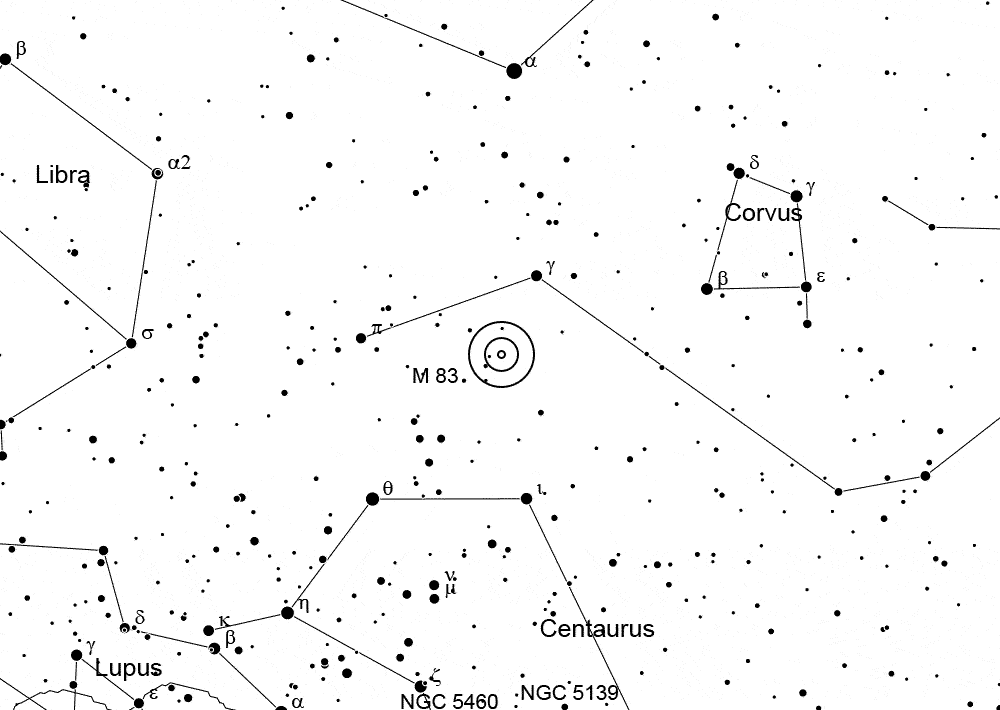 β
α
α2
Libra
δ
γ
Corvus
γ
β
ε
π
σ
M 83
θ
ι
ν
μ
η
κ
δ
β
Centaurus
γ
Lupus
ζ
ε
α
NGC 5460
NGC 5139